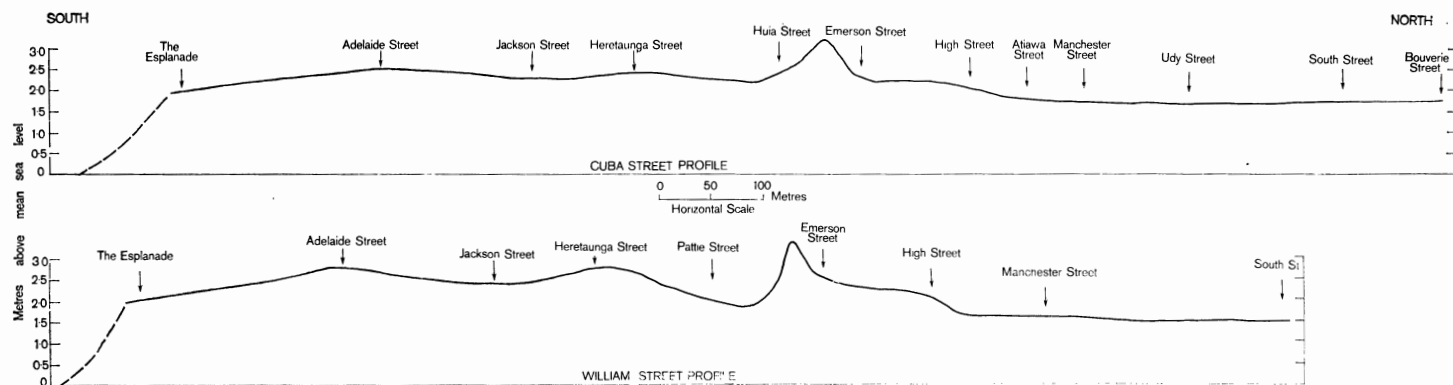 SOUTH
NORTH
The
Esplanade
Adelaide Street
Jackson Street
Heretaunga Street
Huia Street
Emerson Street
High Street
Atiawa
Street
Manchester
Street
Udy Street
South Street
Bouverie
Street
3·0
2·5
2·0
1·5
1·0
0·5
0
CUBA STREET PROFILE
0 50 100 Metres
Horizontal Scale
Metres above mean sea level
The Esplanade
Adelaide Street
Jackson Street
Heretaunga Street
Pattie Street
Emerson
Street
High Street
Manchester Street
South St
3·0
2·5
2·0
1·5
1·0
0·5
0
WILLIAM STREET PROFILE